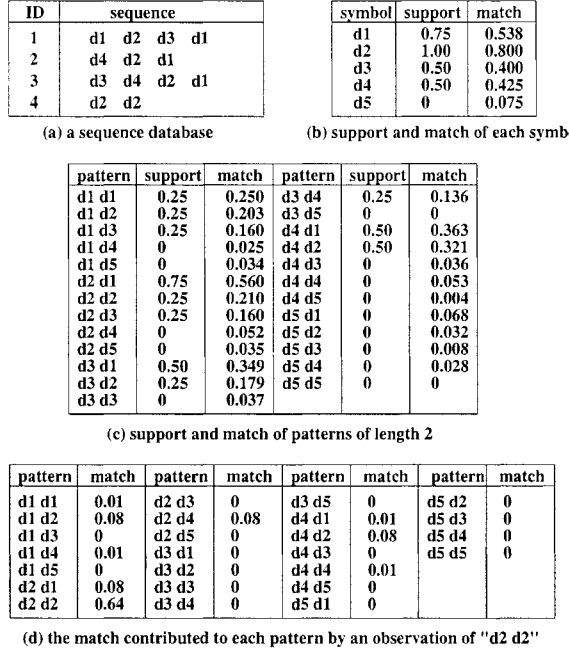 ID sequence
1 d1 d2 d3 d1
2 d4 d2 d1
3 d3 d4 d2 d1
4 d2 d2
(a) a sequence database
symbol support match
d1 0.75 0.538
d2 1.00 0.800
d3 0.50 0.400
d4 0.50 0.425
d5 0 0.075
(b) support and match of each symb
pattern support match pattern support match
d1 d1 0.25 0.250 d3 d4 0.25 0.136
d1 d2 0.25 0.203 d3 d5 0 0
d1 d3 0.25 0.160 d4 d1 0.50 0.363
d1 d4 0 0.025 d4 d2 0.50 0.321
d1 d5 0 0.034 d4 d3 0 0.036
d2 d1 0.75 0.560 d4 d4 0 0.053
d2 d2 0.25 0.210 d4 d5 0 0.004
d2 d3 0.25 0.160 d5 d1 0 0.068
d2 d4 0 0.052 d5 d2 0 0.032
d2 d5 0 0.035 d5 d3 0 0.008
d3 d1 0.50 0.349 d5 d4 0 0.028
d3 d2 0.25 0.179 d5 d5 0 0
d3 d3 0 0.037
(c) support and match of patterns of length 2
pattern match pattern match pattern match pattern match
d1 d1 0.01 d2 d3 0 d3 d5 0 d5 d2 0
d1 d2 0.08 d2 d4 0.08 d4 d1 0.01 d5 d3 0
d1 d3 0 d2 d5 0 d4 d2 0.08 d5 d4 0
d1 d4 0.01 d3 d1 0 d4 d3 0 d5 d5 0
d1 d5 0 d3 d2 0 d4 d4 0.01
d2 d1 0.08 d3 d3 0 d4 d5 0
d2 d2 0.64 d3 d4 0 d5 d1 0
(d) the match contributed to each pattern by an observation of "d2 d2"